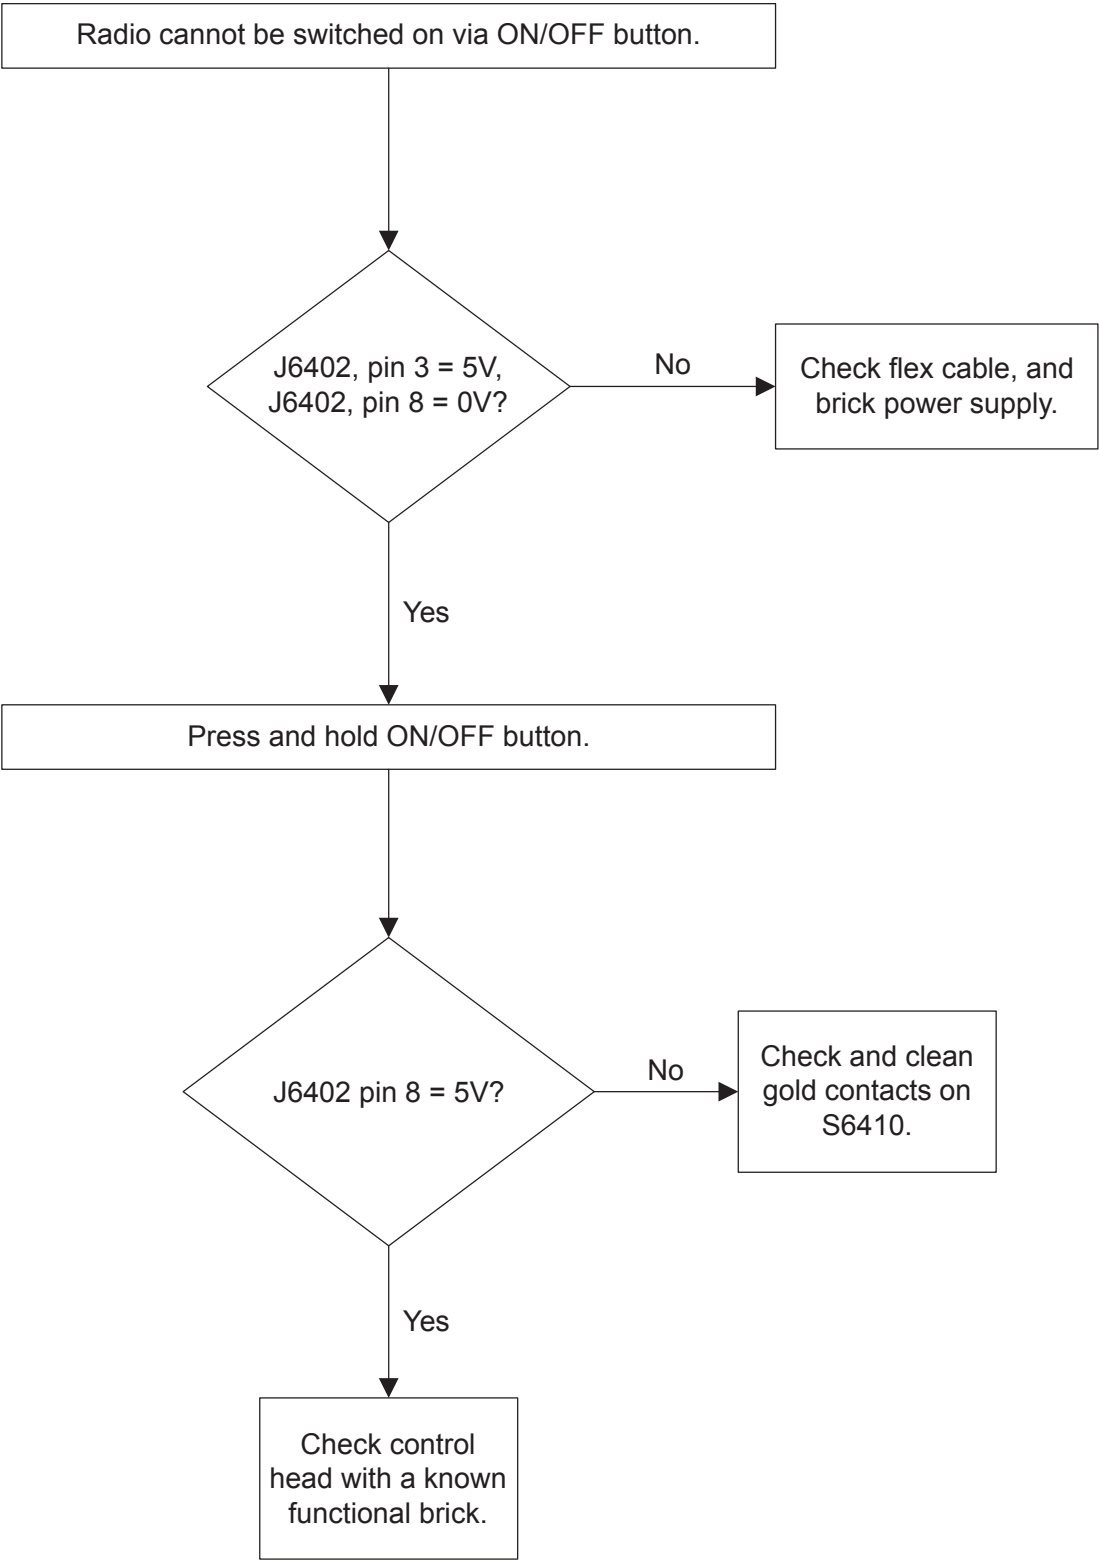 Radio cannot be switched on via ON/OFF button.
J6402, pin 3 = 5V,
J6402, pin 8 = 0V?
No
Check flex cable, and
brick power supply.
Yes
Press and hold ON/OFF button.
J6402 pin 8 = 5V?
No
Check and clean
gold contacts on
S6410.
Yes
Check control
head with a known
functional brick.